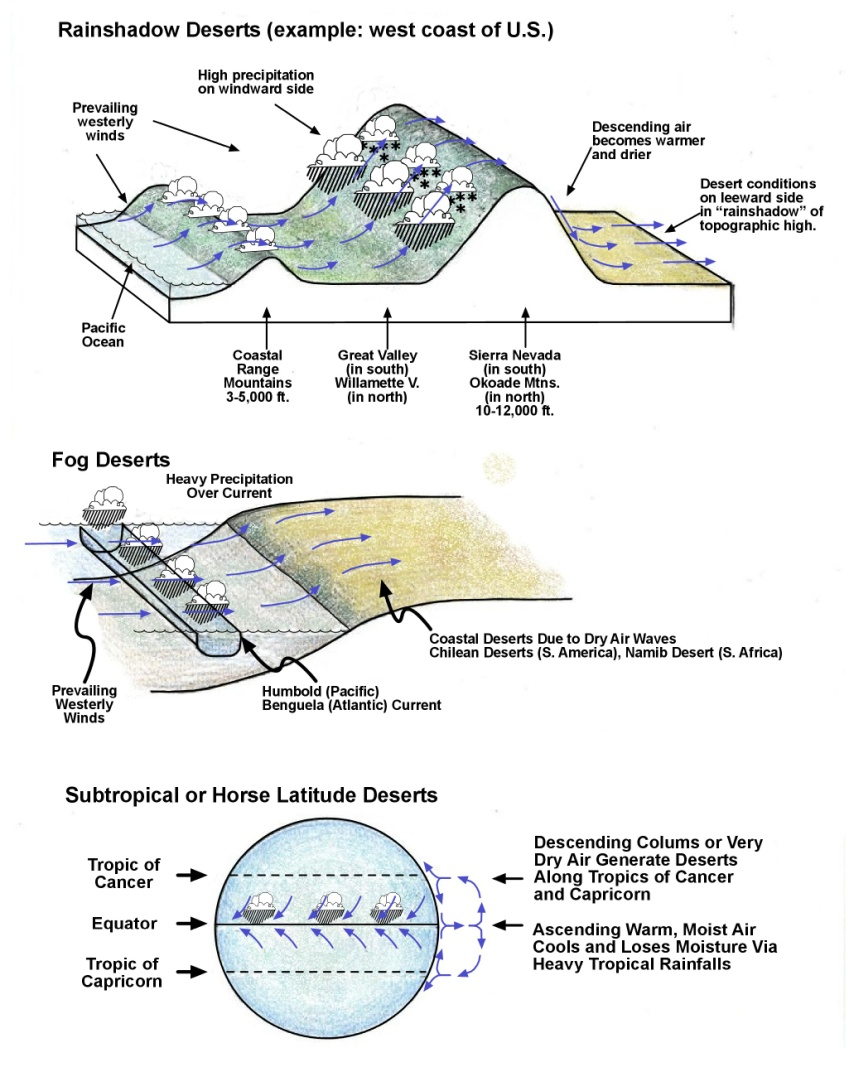 Rainshadow Deserts (example: west coast of U.S.)
High precipitation
on windward side
Prevailing
westerly
winds
Descending air
becomes warmer
and drier
Desert conditions
on leeward side
in “rainshadow” of
topographic high.
Pacific
Ocean
Coastal
Range
Mountains
3-5,000 ft.
Great Valley
(in south)
Willamette V.
(in north)
Sierra Nevada
(in south)
Okoade Mtns.
(in north)
10-12,000 ft.
Fog Deserts
Heavy Precipitation
Over Current
Coastal Deserts Due to Dry Air Waves
Chilean Deserts (S. America), Namib Desert (S. Africa)
Prevailing
Westerly
Winds
Humbold (Pacific)
Benguela (Atlantic) Current
Subtropical or Horse Latitude Deserts
Tropic of
Cancer
Equator
Tropic of
Capricorn
Descending Colums or Very
Dry Air Generate Deserts
Along Tropics of Cancer
and Capricorn
Ascending Warm, Moist Air
Cools and Loses Moisture Via
Heavy Tropical Rainfalls